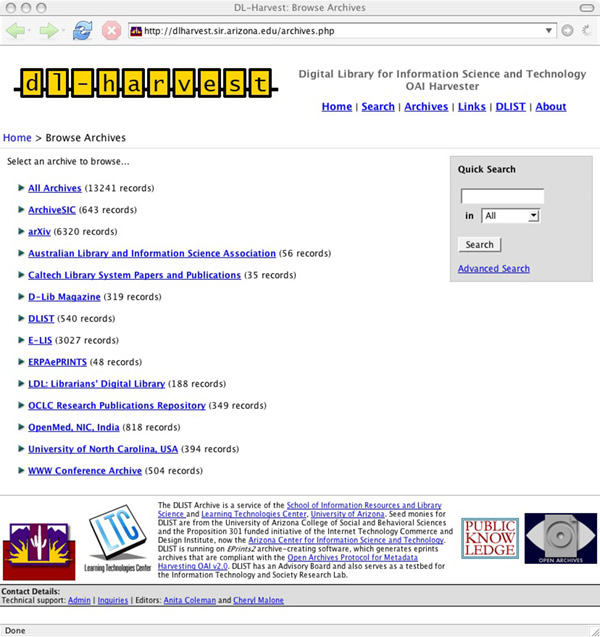 DL-Harvest: Browse Archives
http://dlharvest.sir.arizona.edu/archives.php
dl-harvest
Digital Library for Information Science and Technology
OAI Harvester
Home | Search | Archives | Links | DLIST | About
Home > Browse Archives
Select an archive to browse...
All Archives (13241 records)
ArchiveSIC (643 records)
arXiv (6320 records)
Australian Library and Information Science Association (56 records)
Caltech Library System Papers and Publications (35 records)
D-Lib Magazine (319 records)
DLIST (540 records)
E-LIS (3027 records)
ERPAePRINTS (48 records)
LDL: Librarians' Digital Library (188 records)
OCLC Research Publications Repository (349 records)
OpenMed, NIC, India (818 records)
University of North Carolina, USA (394 records)
WWW Conference Archive (504 records)
Quick Search
in All
Search
Advanced Search
LTC
Learning Technologies Center
The DLIST Archive is a service of the School of Information Resources and Library
Science and Learning Technologies Center, University of Arizona. Seed monies for
DLIST are from the University of Arizona College of Social and Behavioral Sciences
and the Proposition 301 funded initiative of the Internet Technology Commerce and
Design Institute, now the Arizona Center for Information Science and Technology.
DLIST is running on EPrints2 archive-creating software, which generates eprints
archives that are compliant with the Open Archives Protocol for Metadata
Harvesting OAI v2.0. DLIST has an Advisory Board and also serves as a testbed for
the Information Technology and Society Research Lab.
PUBLIC
KNOW
LEDGE
OPEN ARCHIVES
Contact Details:
Technical support: Admin | Inquiries | Editors: Anita Coleman and Cheryl Malone
Done